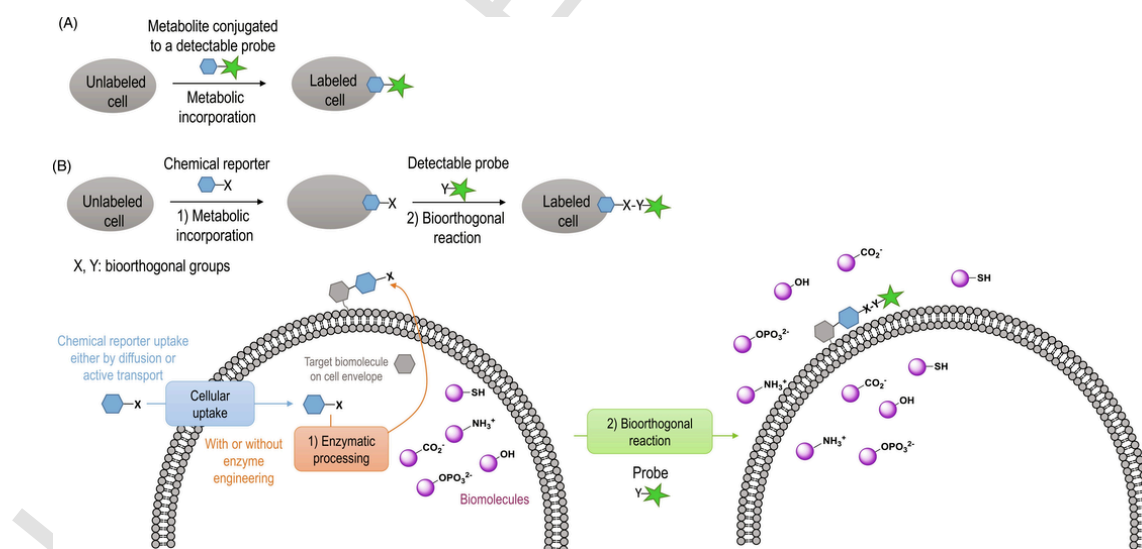 (A)
Metabolite conjugated
to a detectable probe
Unlabeled
cell
Metabolic
incorporation
Labeled
cell
(B)
Chemical reporter
X
Unlabeled
cell
1) Metabolic
incorporation
X
Detectable probe
Y
2) Bioorthogonal
reaction
Labeled
cell
X-Y
X, Y: bioorthogonal groups
X
Chemical reporter uptake
either by diffusion or
active transport
X
Cellular
uptake
With or without
enzyme
engineering
Target biomolecule
on cell envelope
X
1) Enzymatic
processing
SH
NH₃⁺
CO₂⁻
OH
OPO₃²⁻
Biomolecules
2) Bioorthogonal
reaction
Probe
Y
CO₂⁻
OH
SH
X-Y
OPO₃²⁻
NH₃⁺
SH
CO₂⁻
OH
NH₃⁺
OPO₃²⁻